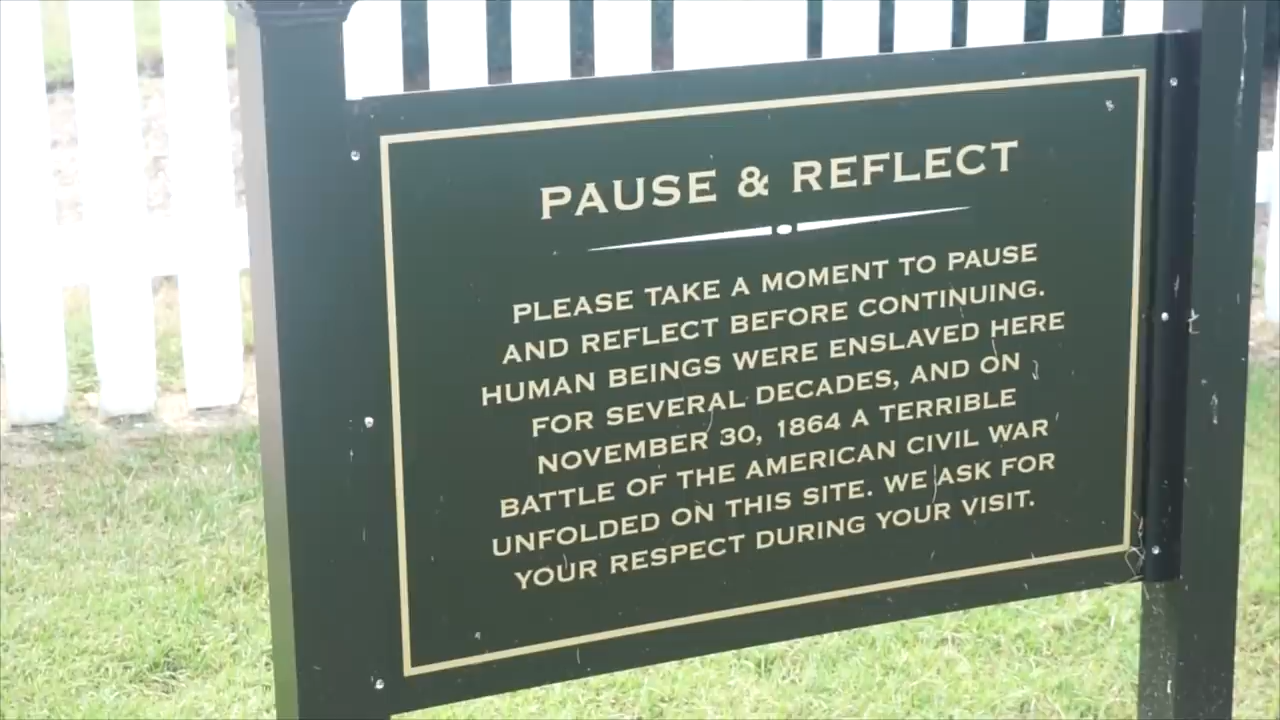 PAUSE & REFLECT
PLEASE TAKE A MOMENT TO PAUSE
AND REFLECT BEFORE CONTINUING.
HUMAN BEINGS WERE ENSLAVED HERE
FOR SEVERAL DECADES, AND ON
NOVEMBER 30, 1864 A TERRIBLE
BATTLE OF THE AMERICAN CIVIL WAR
UNFOLDED ON THIS SITE. WE ASK FOR
YOUR RESPECT DURING YOUR VISIT.